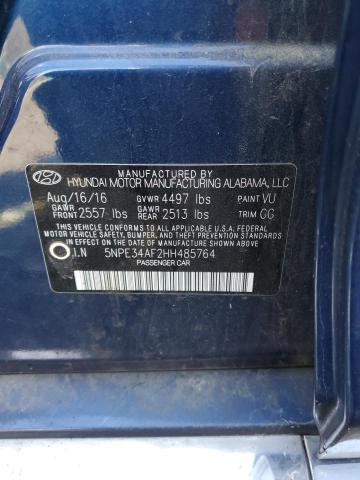 MANUFACTURED BY
HYUNDAI MOTOR MANUFACTURING ALABAMA, LLC
Aug/16/16 GVWR 4497 lbs PAINT VU
GAWR FRONT 2557 lbs GAWR REAR 2513 lbs TRIM GG
THIS VEHICLE CONFORMS TO ALL APPLICABLE U.S.A. FEDERAL
MOTOR VEHICLE SAFETY, BUMPER, AND THEFT PREVENTION STANDARDS
IN EFFECT ON THE DATE OF MANUFACTURE SHOWN ABOVE.
.I.N 5NPE34AF2HH485764
PASSENGER CAR